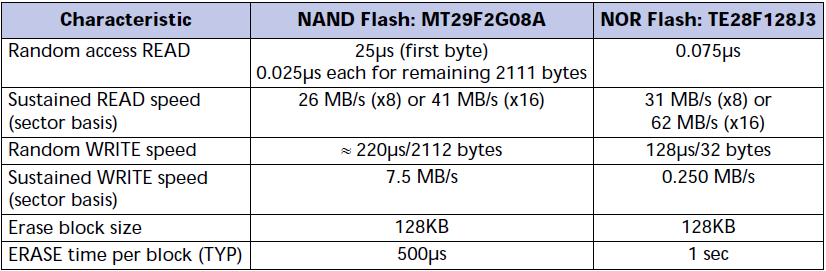 Characteristic NAND Flash: MT29F2G08A NOR Flash: TE28F128J3
Random access READ 25µs (first byte) 0.075µs
0.025µs each for remaining 2111 bytes
Sustained READ speed 26 MB/s (x8) or 41 MB/s (x16) 31 MB/s (x8) or
(sector basis) 62 MB/s (x16)
Random WRITE speed ≈ 220µs/2112 bytes 128µs/32 bytes
Sustained WRITE speed 7.5 MB/s 0.250 MB/s
(sector basis)
Erase block size 128KB 128KB
ERASE time per block (TYP) 500µs 1 sec